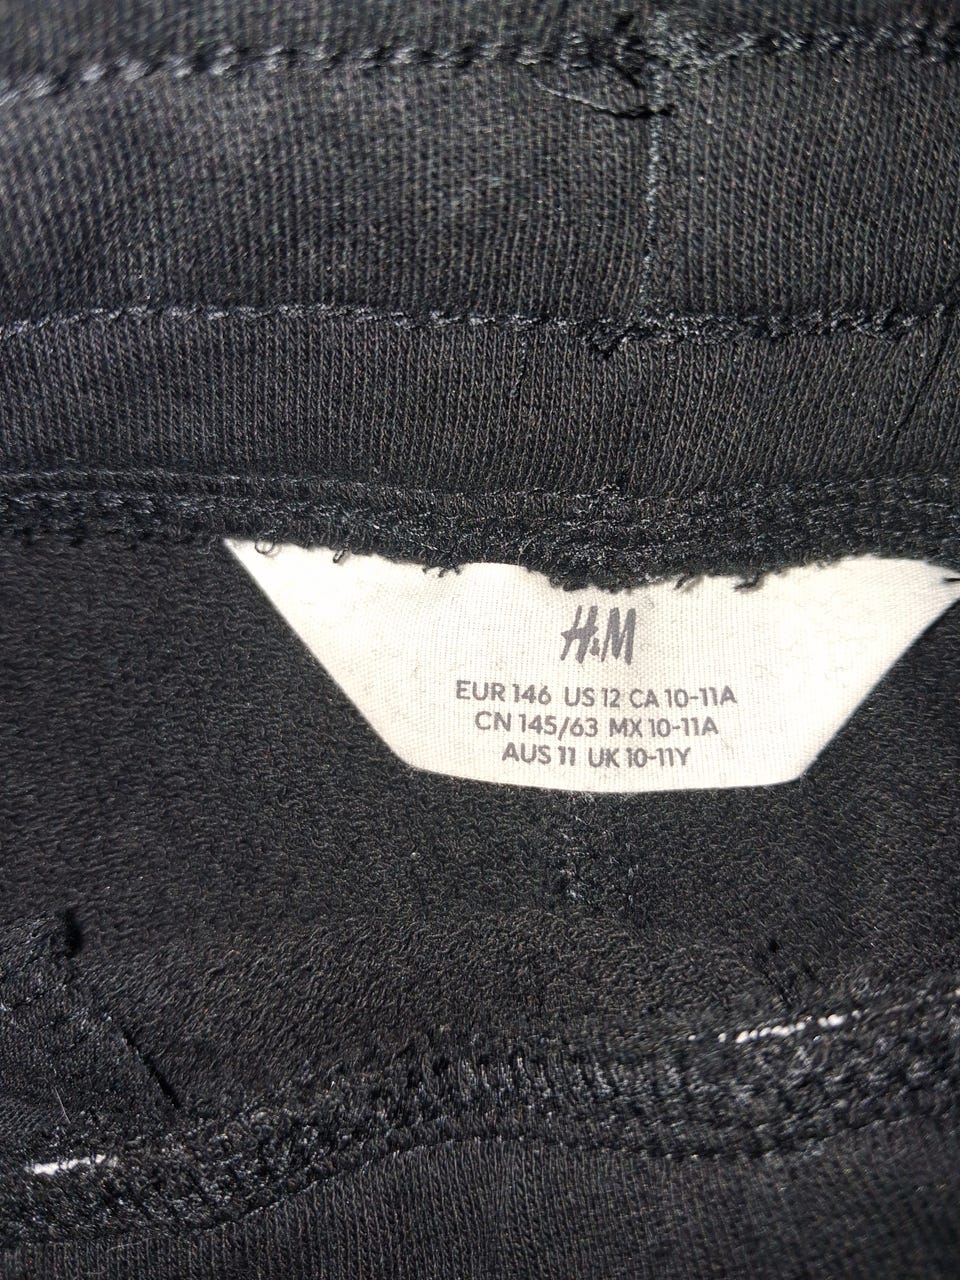 H&M
EUR 146 US 12 CA 10-11A
CN 145/63 MX 10-11A
AUS 11 UK 10-11Y